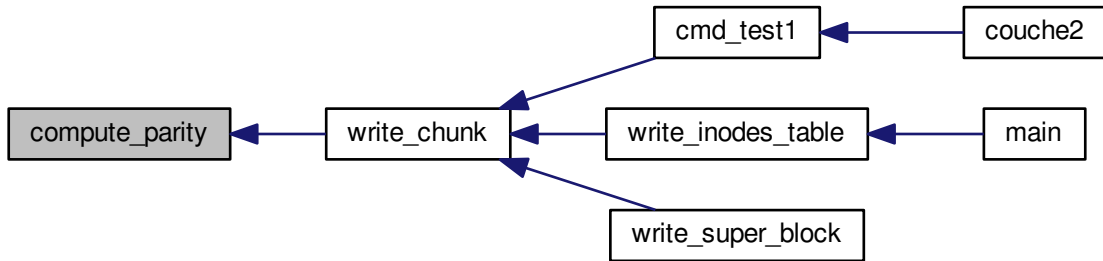 cmd_test1
couche2
compute_parity
write_chunk
write_inodes_table
main
write_super_block